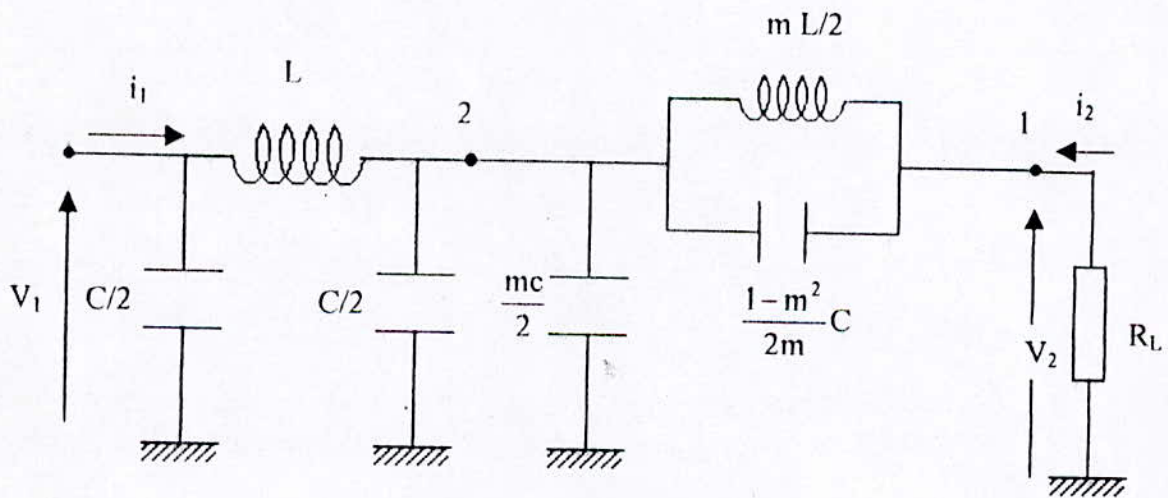 m L/2
L
i₁
2
1
i₂
V₁
C/2
C/2
mc
2
1 – m²
2m
C
V₂
R_L